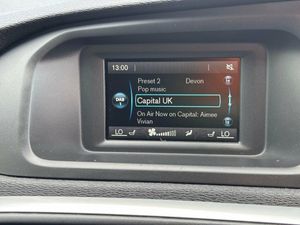 13:00
Preset 2 Devon
Pop music
DAB
Capital UK
On Air Now on Capital: Aimee
Vivian
LO LO